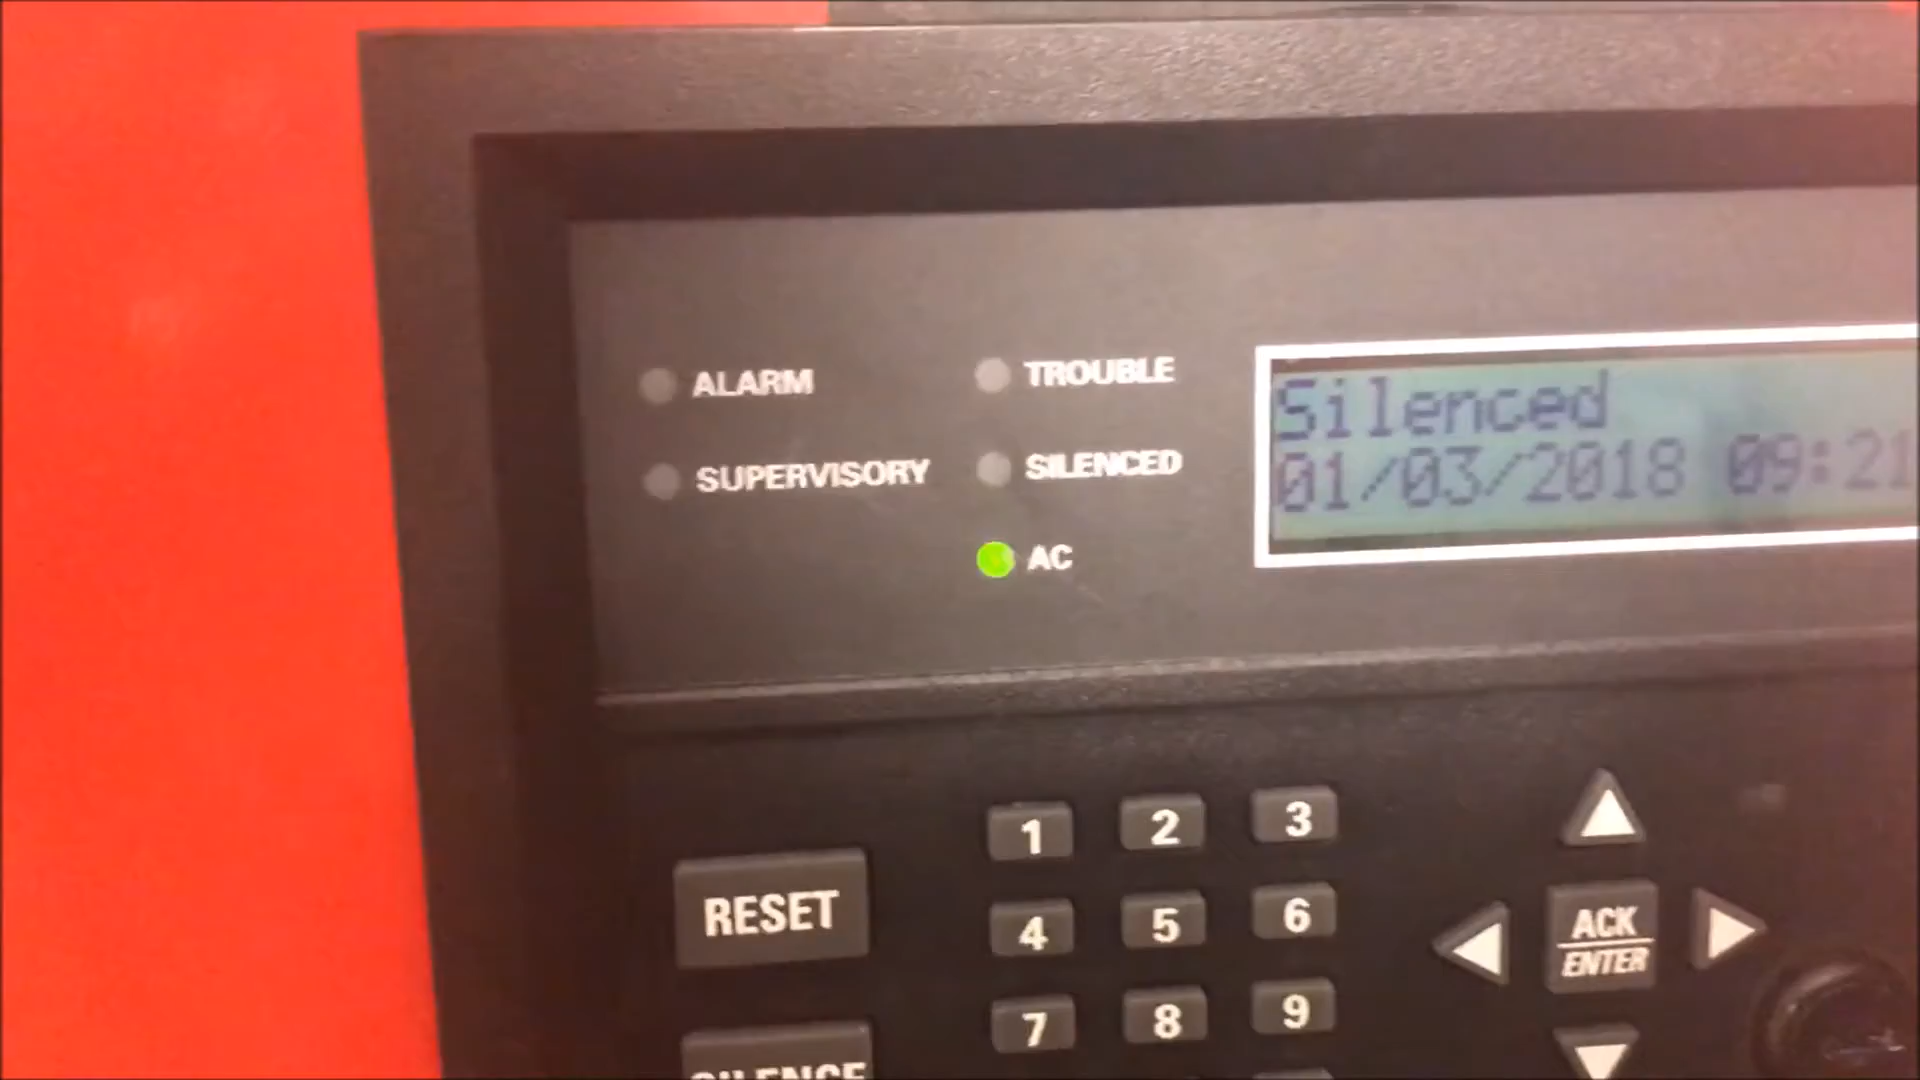 ALARM
TROUBLE
SUPERVISORY
SILENCED
AC
Silenced
01/03/2018 09:21
RESET
SILENCE
1
2
3
4
5
6
7
8
9
ACK
ENTER